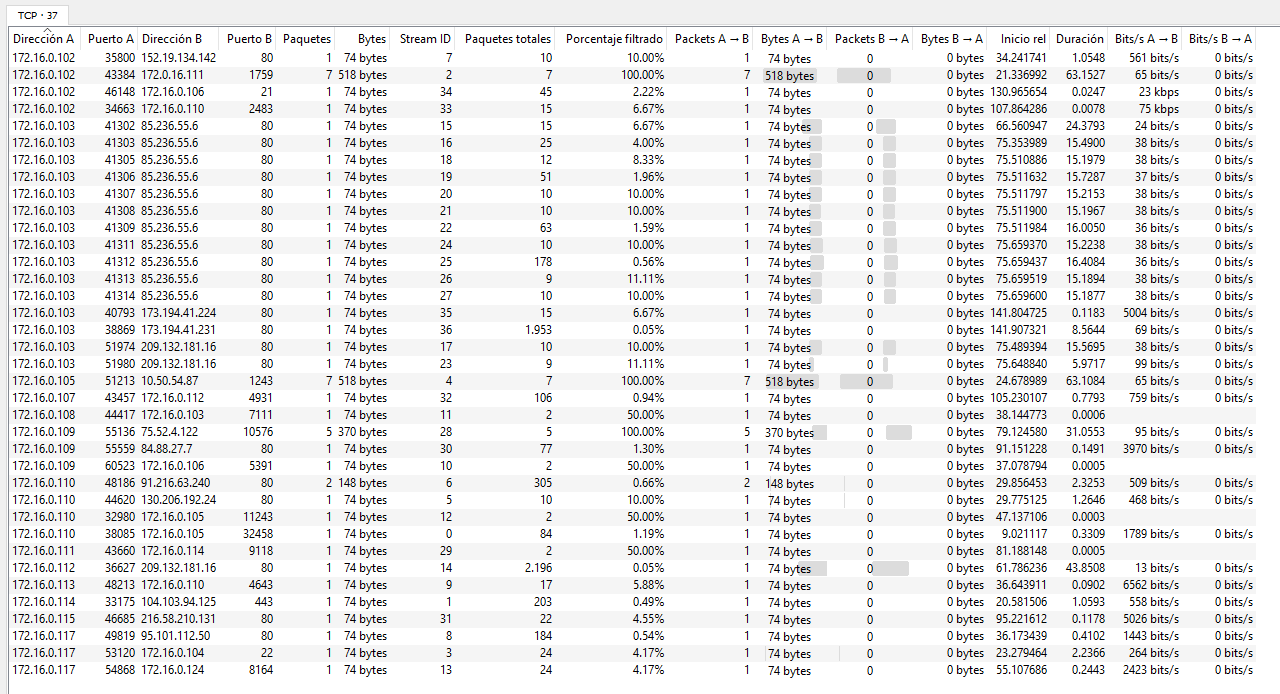 TCP · 37
Dirección A Puerto A Dirección B Puerto B Paquetes Bytes Stream ID Paquetes totales Porcentaje filtrado Packets A → B Bytes A → B Packets B → A Bytes B → A Inicio rel Duración Bits/s A → B Bits/s B → A
172.16.0.102 35800 152.19.134.142 80 1 74 bytes 7 10 10.00% 1 74 bytes 0 0 bytes 34.241741 1.0548 561 bits/s 0 bits/s
172.16.0.102 43384 172.0.16.111 1759 7 518 bytes 2 7 100.00% 7 518 bytes 0 0 bytes 21.336992 63.1527 65 bits/s 0 bits/s
172.16.0.102 46148 172.16.0.106 21 1 74 bytes 34 45 2.22% 1 74 bytes 0 0 bytes 130.965654 0.0247 23 kbps 0 bits/s
172.16.0.102 34663 172.16.0.110 2483 1 74 bytes 33 15 6.67% 1 74 bytes 0 0 bytes 107.864286 0.0078 75 kbps 0 bits/s
172.16.0.103 41302 85.236.55.6 80 1 74 bytes 15 15 6.67% 1 74 bytes 0 0 bytes 66.560947 24.3793 24 bits/s 0 bits/s
172.16.0.103 41303 85.236.55.6 80 1 74 bytes 16 25 4.00% 1 74 bytes 0 0 bytes 75.353989 15.4900 38 bits/s 0 bits/s
172.16.0.103 41305 85.236.55.6 80 1 74 bytes 18 12 8.33% 1 74 bytes 0 0 bytes 75.510886 15.1979 38 bits/s 0 bits/s
172.16.0.103 41306 85.236.55.6 80 1 74 bytes 19 51 1.96% 1 74 bytes 0 0 bytes 75.511632 15.7287 37 bits/s 0 bits/s
172.16.0.103 41307 85.236.55.6 80 1 74 bytes 20 10 10.00% 1 74 bytes 0 0 bytes 75.511797 15.2153 38 bits/s 0 bits/s
172.16.0.103 41308 85.236.55.6 80 1 74 bytes 21 10 10.00% 1 74 bytes 0 0 bytes 75.511900 15.1967 38 bits/s 0 bits/s
172.16.0.103 41309 85.236.55.6 80 1 74 bytes 22 63 1.59% 1 74 bytes 0 0 bytes 75.511984 16.0050 36 bits/s 0 bits/s
172.16.0.103 41311 85.236.55.6 80 1 74 bytes 24 10 10.00% 1 74 bytes 0 0 bytes 75.659370 15.2238 38 bits/s 0 bits/s
172.16.0.103 41312 85.236.55.6 80 1 74 bytes 25 178 0.56% 1 74 bytes 0 0 bytes 75.659437 16.4084 36 bits/s 0 bits/s
172.16.0.103 41313 85.236.55.6 80 1 74 bytes 26 9 11.11% 1 74 bytes 0 0 bytes 75.659519 15.1894 38 bits/s 0 bits/s
172.16.0.103 41314 85.236.55.6 80 1 74 bytes 27 10 10.00% 1 74 bytes 0 0 bytes 75.659600 15.1877 38 bits/s 0 bits/s
172.16.0.103 40793 173.194.41.224 80 1 74 bytes 35 15 6.67% 1 74 bytes 0 0 bytes 141.804725 0.1183 5004 bits/s 0 bits/s
172.16.0.103 38869 173.194.41.231 80 1 74 bytes 36 1.953 0.05% 1 74 bytes 0 0 bytes 141.907321 8.5644 69 bits/s 0 bits/s
172.16.0.103 51974 209.132.181.16 80 1 74 bytes 17 10 10.00% 1 74 bytes 0 0 bytes 75.489394 15.5695 38 bits/s 0 bits/s
172.16.0.103 51980 209.132.181.16 80 1 74 bytes 23 9 11.11% 1 74 bytes 0 0 bytes 75.648840 5.9717 99 bits/s 0 bits/s
172.16.0.105 51213 10.50.54.87 1243 7 518 bytes 4 7 100.00% 7 518 bytes 0 0 bytes 24.678989 63.1084 65 bits/s 0 bits/s
172.16.0.107 43457 172.16.0.112 4931 1 74 bytes 32 106 0.94% 1 74 bytes 0 0 bytes 105.230107 0.7793 759 bits/s 0 bits/s
172.16.0.108 44417 172.16.0.103 7111 1 74 bytes 11 2 50.00% 1 74 bytes 0 0 bytes 38.144773 0.0006
172.16.0.109 55136 75.52.4.122 10576 5 370 bytes 28 5 100.00% 5 370 bytes 0 0 bytes 79.124580 31.0553 95 bits/s 0 bits/s
172.16.0.109 55559 84.88.27.7 80 1 74 bytes 30 77 1.30% 1 74 bytes 0 0 bytes 91.151228 0.1491 3970 bits/s 0 bits/s
172.16.0.109 60523 172.16.0.106 5391 1 74 bytes 10 2 50.00% 1 74 bytes 0 0 bytes 37.078794 0.0005
172.16.0.110 48186 91.216.63.240 80 2 148 bytes 6 305 0.66% 2 148 bytes 0 0 bytes 29.856453 2.3253 509 bits/s 0 bits/s
172.16.0.110 44620 130.206.192.24 80 1 74 bytes 5 10 10.00% 1 74 bytes 0 0 bytes 29.775125 1.2646 468 bits/s 0 bits/s
172.16.0.110 32980 172.16.0.105 11243 1 74 bytes 12 2 50.00% 1 74 bytes 0 0 bytes 47.137106 0.0003
172.16.0.110 38085 172.16.0.105 32458 1 74 bytes 0 84 1.19% 1 74 bytes 0 0 bytes 9.021117 0.3309 1789 bits/s 0 bits/s
172.16.0.111 43660 172.16.0.114 9118 1 74 bytes 29 2 50.00% 1 74 bytes 0 0 bytes 81.188148 0.0005
172.16.0.112 36627 209.132.181.16 80 1 74 bytes 14 2.196 0.05% 1 74 bytes 0 0 bytes 61.786236 43.8508 13 bits/s 0 bits/s
172.16.0.113 48213 172.16.0.110 4643 1 74 bytes 9 17 5.88% 1 74 bytes 0 0 bytes 36.643911 0.0902 6562 bits/s 0 bits/s
172.16.0.114 33175 104.103.94.125 443 1 74 bytes 1 203 0.49% 1 74 bytes 0 0 bytes 20.581506 1.0593 558 bits/s 0 bits/s
172.16.0.115 46685 216.58.210.131 80 1 74 bytes 31 22 4.55% 1 74 bytes 0 0 bytes 95.221612 0.1178 5026 bits/s 0 bits/s
172.16.0.117 49819 95.101.112.50 80 1 74 bytes 8 184 0.54% 1 74 bytes 0 0 bytes 36.173439 0.4102 1443 bits/s 0 bits/s
172.16.0.117 53120 172.16.0.104 22 1 74 bytes 3 24 4.17% 1 74 bytes 0 0 bytes 23.279464 2.2366 264 bits/s 0 bits/s
172.16.0.117 54868 172.16.0.124 8164 1 74 bytes 13 24 4.17% 1 74 bytes 0 0 bytes 55.107686 0.2443 2423 bits/s 0 bits/s